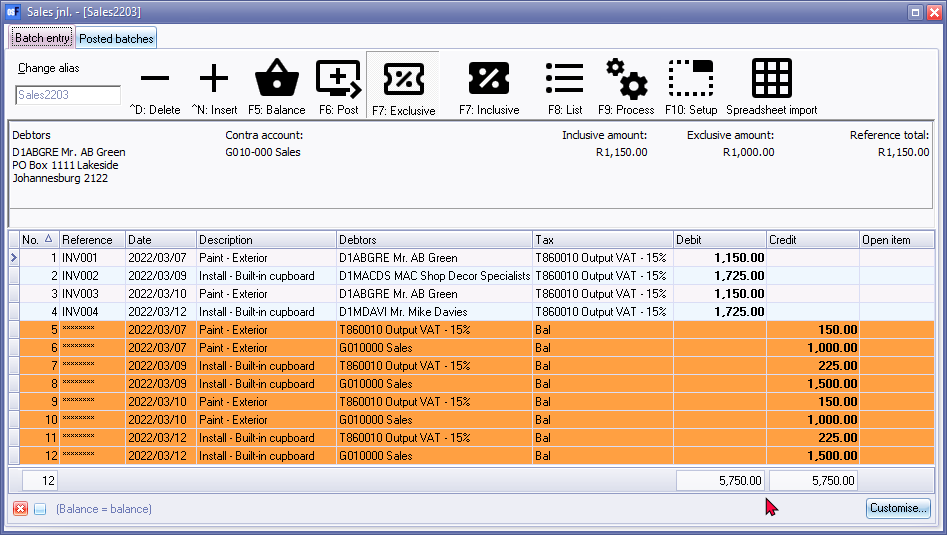 Sales jnl. - [Sales2203]
Batch entry Posted batches
Change alias
Sales2203
^D: Delete ^N: Insert F5: Balance F6: Post F7: Exclusive F7: Inclusive F8: List F9: Process F10: Setup Spreadsheet import
Debtors Contra account: Inclusive amount: Exclusive amount: Reference total:
D1ABGRE Mr. AB Green G010-000 Sales R1,150.00 R1,000.00 R1,150.00
PO Box 1111 Lakeside
Johannesburg 2122
No. Reference Date Description Debtors Tax Debit Credit Open item
1 INV001 2022/03/07 Paint - Exterior D1ABGRE Mr. AB Green T860010 Output VAT - 15% 1,150.00
2 INV002 2022/03/09 Install - Built-in cupboard D1MACDS MAC Shop Decor Specialists T860010 Output VAT - 15% 1,725.00
3 INV003 2022/03/10 Paint - Exterior D1ABGRE Mr. AB Green T860010 Output VAT - 15% 1,150.00
4 INV004 2022/03/12 Install - Built-in cupboard D1MDAVI Mr. Mike Davies T860010 Output VAT - 15% 1,725.00
5 ******** 2022/03/07 Paint - Exterior T860010 Output VAT - 15% Bal 150.00
6 ******** 2022/03/07 Paint - Exterior G010000 Sales Bal 1,000.00
7 ******** 2022/03/09 Install - Built-in cupboard T860010 Output VAT - 15% Bal 225.00
8 ******** 2022/03/09 Install - Built-in cupboard G010000 Sales Bal 1,500.00
9 ******** 2022/03/10 Paint - Exterior T860010 Output VAT - 15% Bal 150.00
10 ******** 2022/03/10 Paint - Exterior G010000 Sales Bal 1,000.00
11 ******** 2022/03/12 Install - Built-in cupboard T860010 Output VAT - 15% Bal 225.00
12 ******** 2022/03/12 Install - Built-in cupboard G010000 Sales Bal 1,500.00
12 5,750.00 5,750.00
(Balance = balance) Customise...